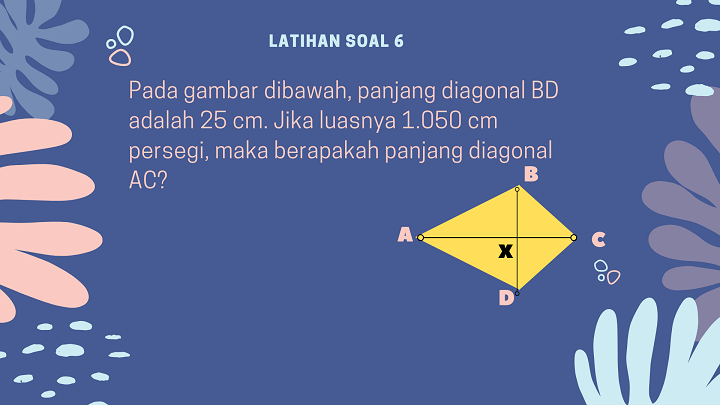 LATIHAN SOAL 6
Pada gambar dibawah, panjang diagonal BD
adalah 25 cm. Jika luasnya 1.050 cm
persegi, maka berapakah panjang diagonal
AC?
B
A
C
X
D